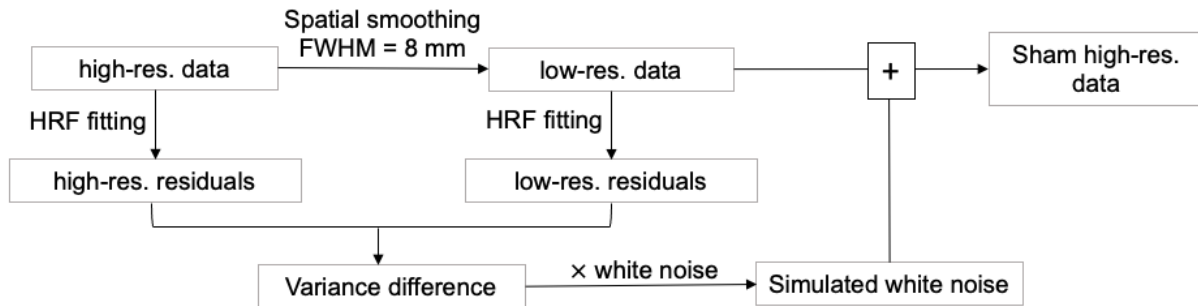 Spatial smoothing
FWHM = 8 mm
high-res. data
low-res. data
+
Sham high-res.
data
HRF fitting
HRF fitting
high-res. residuals
low-res. residuals
Variance difference
× white noise
Simulated white noise